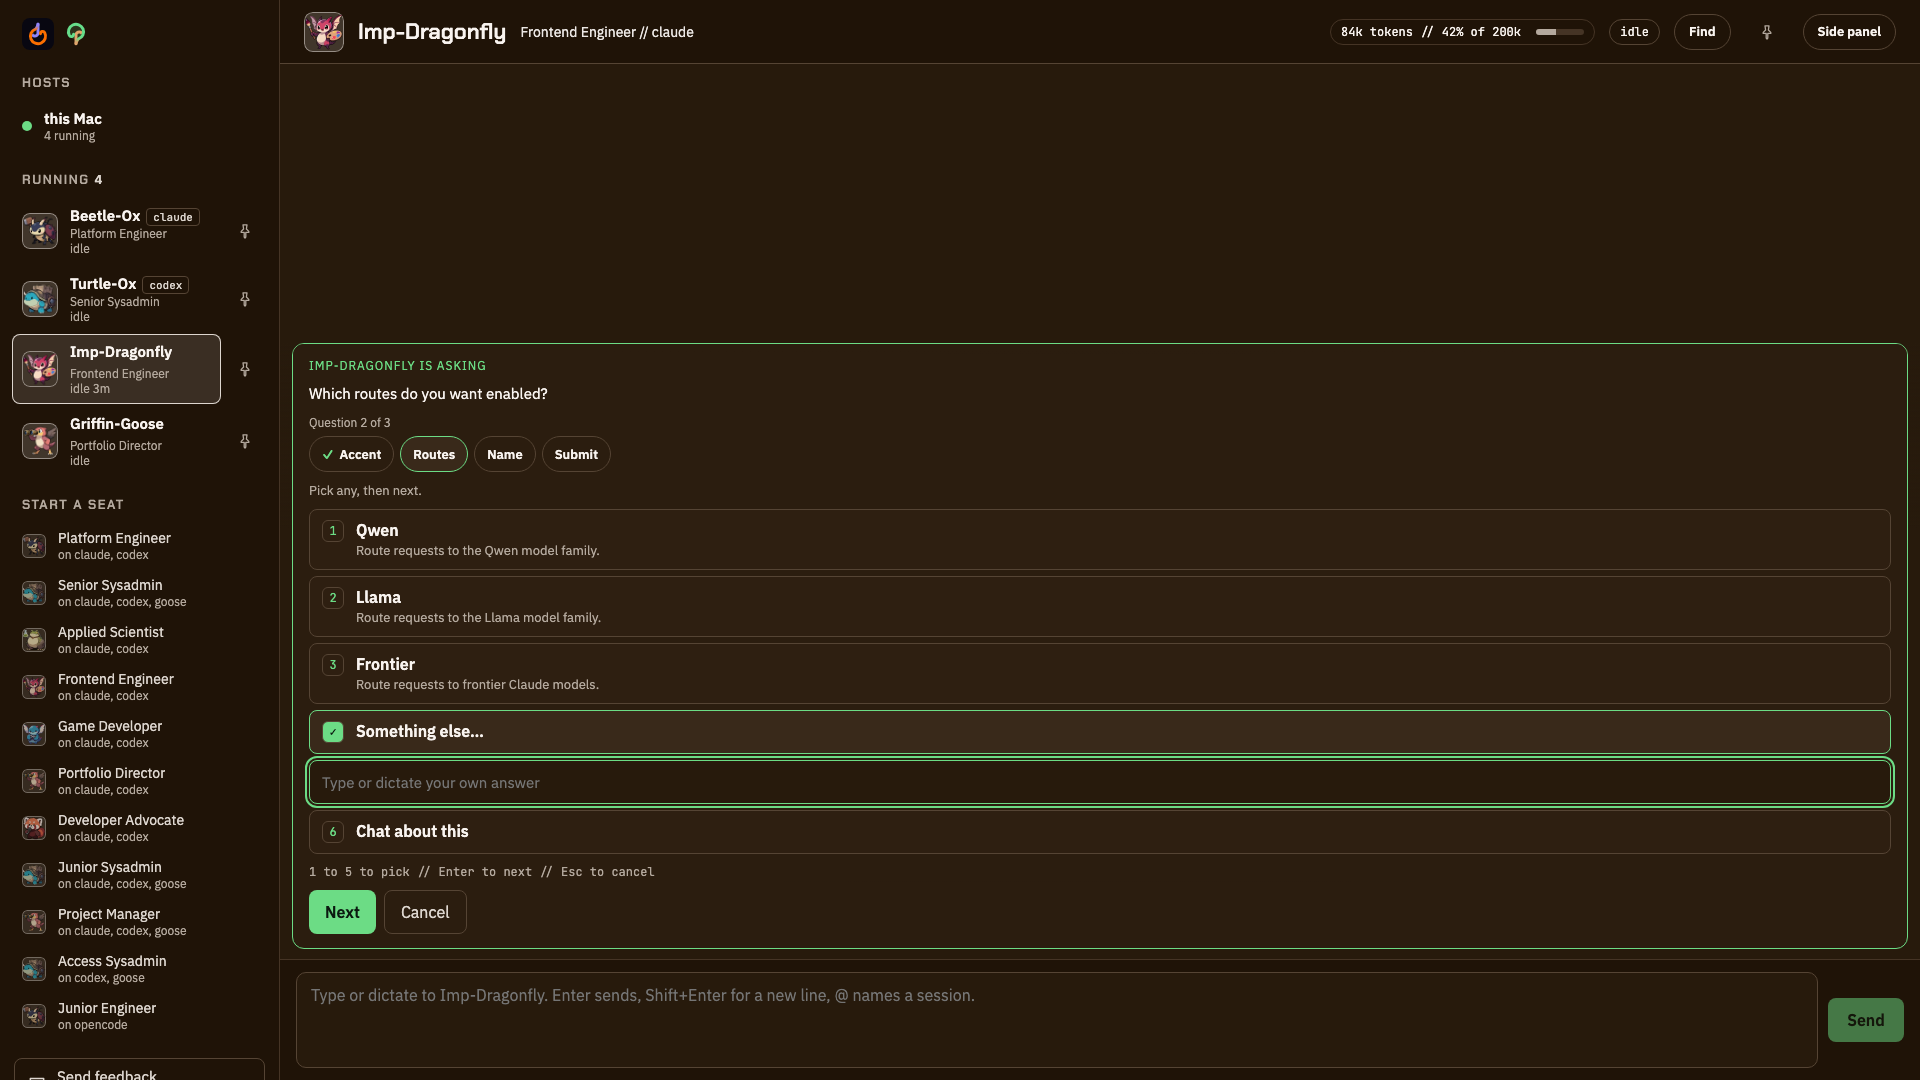 HOSTS
this Mac
4 running
RUNNING 4
Beetle-Ox claude
Platform Engineer
idle
Turtle-Ox codex
Senior Sysadmin
idle
Imp-Dragonfly
Frontend Engineer
idle 3m
Griffin-Goose
Portfolio Director
idle
START A SEAT
Platform Engineer
on claude, codex
Senior Sysadmin
on claude, codex, goose
Applied Scientist
on claude, codex
Frontend Engineer
on claude, codex
Game Developer
on claude, codex
Portfolio Director
on claude, codex
Developer Advocate
on claude, codex
Junior Sysadmin
on claude, codex, goose
Project Manager
on claude, codex, goose
Access Sysadmin
on codex, goose
Junior Engineer
on opencode
Send feedback
Imp-Dragonfly Frontend Engineer // claude
84k tokens // 42% of 200k
idle
Find
Side panel
IMP-DRAGONFLY IS ASKING
Which routes do you want enabled?
Question 2 of 3
✓ Accent Routes Name Submit
Pick any, then next.
1 Qwen
Route requests to the Qwen model family.
2 Llama
Route requests to the Llama model family.
3 Frontier
Route requests to frontier Claude models.
✓ Something else...
Type or dictate your own answer
6 Chat about this
1 to 5 to pick // Enter to next // Esc to cancel
Next Cancel
Type or dictate to Imp-Dragonfly. Enter sends, Shift+Enter for a new line, @ names a session.
Send